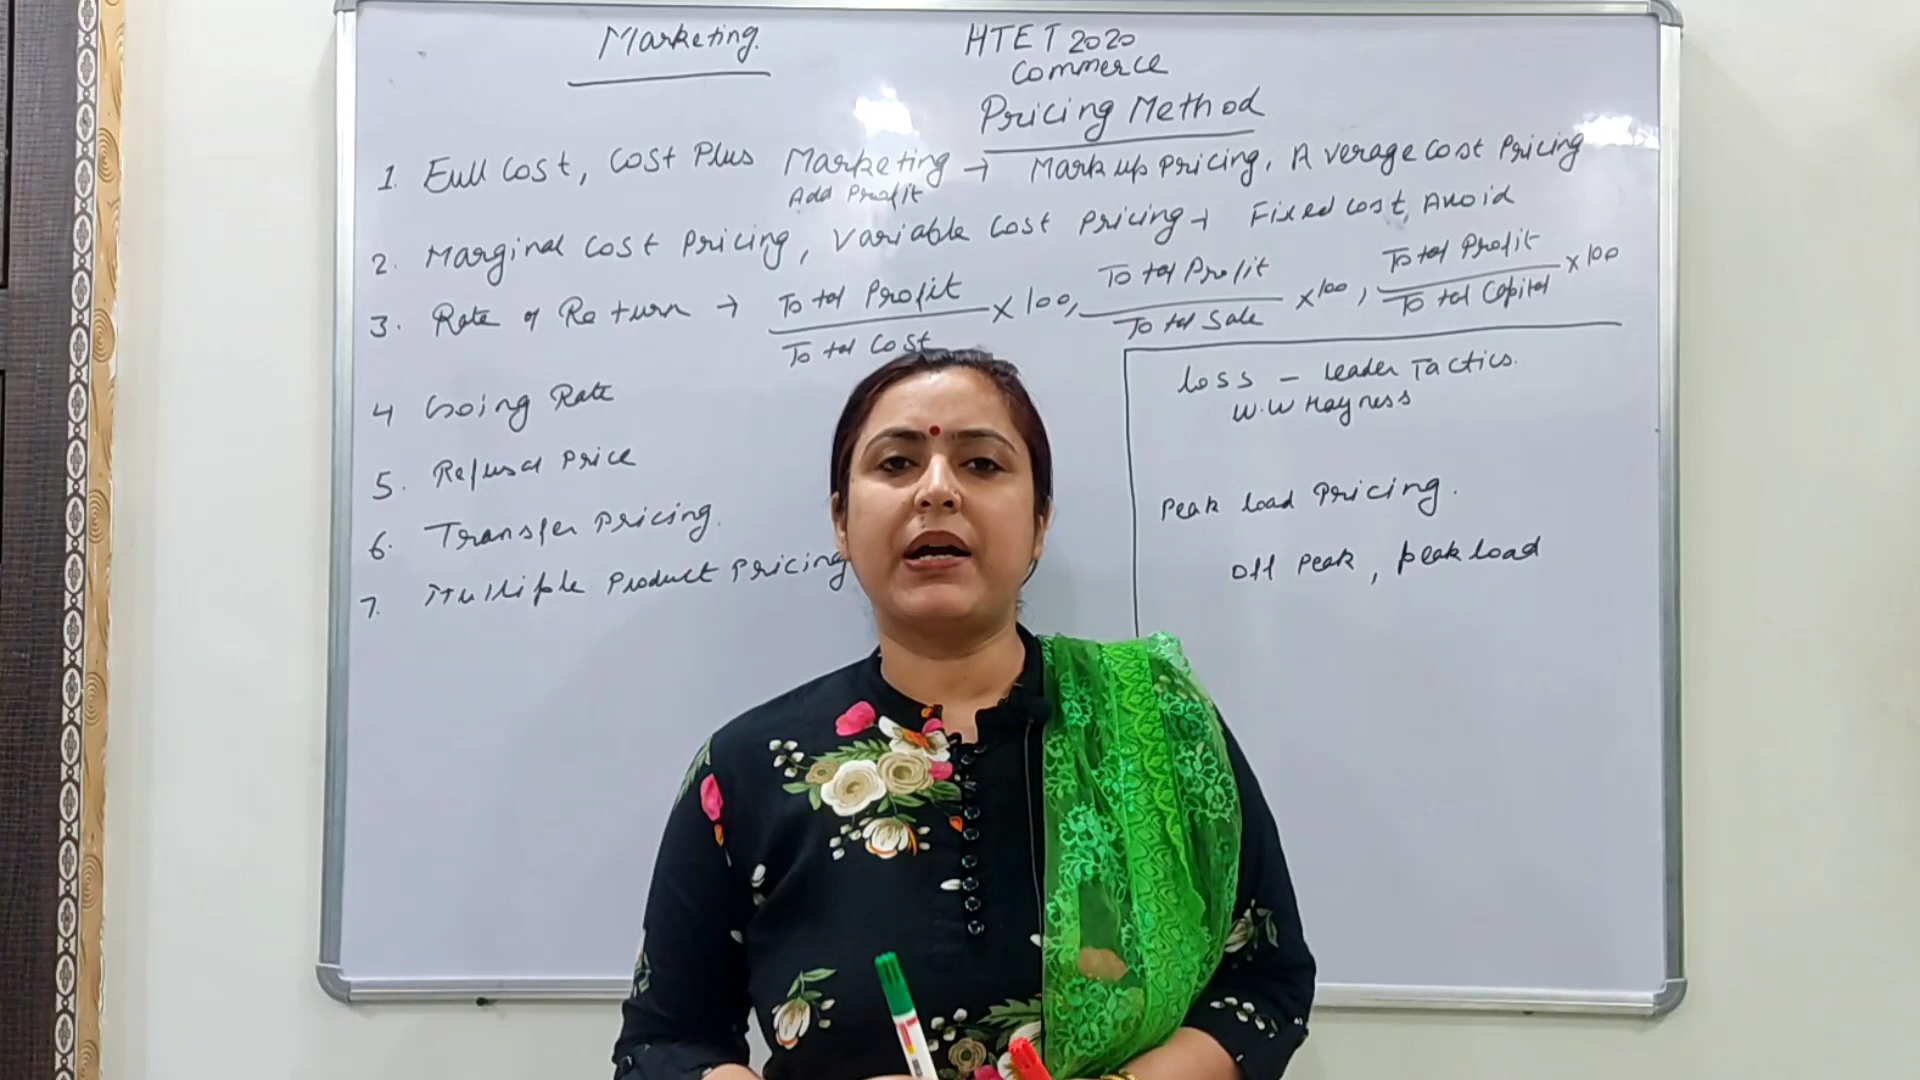 Marketing.
HTET 2020
Commerce
Pricing Method
1. Full Cost, Cost Plus Marketing → Mark up Pricing, Average Cost Pricing
Add Profit
2. Marginal Cost Pricing, Variable Cost Pricing → Fixed Cost, Avoid
3. Rate of Return → Total Profit / Total Cost × 100, Total Profit / Total Sale × 100, Total Profit / Total Capital × 100
4 Going Rate
5. Refusal Price
6. Transfer Pricing.
7. Multiple Product Pricing
Loss - Leader Tactics.
W.W Hayness
Peak Load Pricing.
Off Peak, Peak load